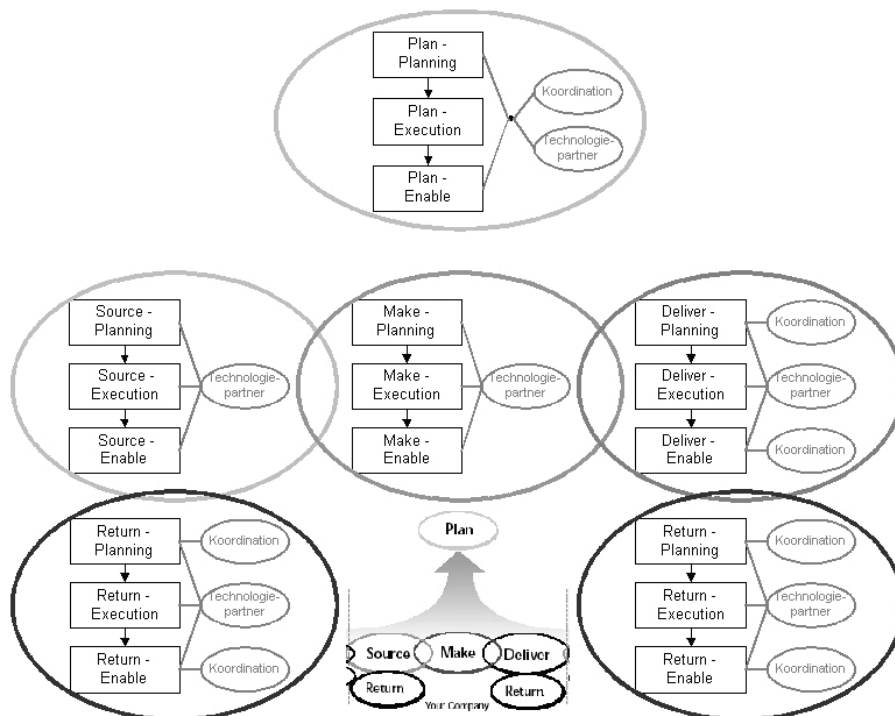 Plan -
Planning
Plan -
Execution
Plan -
Enable
Koordination
Technologie-
partner
Source -
Planning
Source -
Execution
Source -
Enable
Technologie-
partner
Make -
Planning
Make -
Execution
Make -
Enable
Technologie-
partner
Deliver -
Planning
Deliver -
Execution
Deliver -
Enable
Koordination
Technologie-
partner
Koordination
Return -
Planning
Return -
Execution
Return -
Enable
Koordination
Technologie-
partner
Koordination
Plan
Source
Make
Deliver
Return
Return
Your Company
Return -
Planning
Return -
Execution
Return -
Enable
Koordination
Technologie-
partner
Koordination